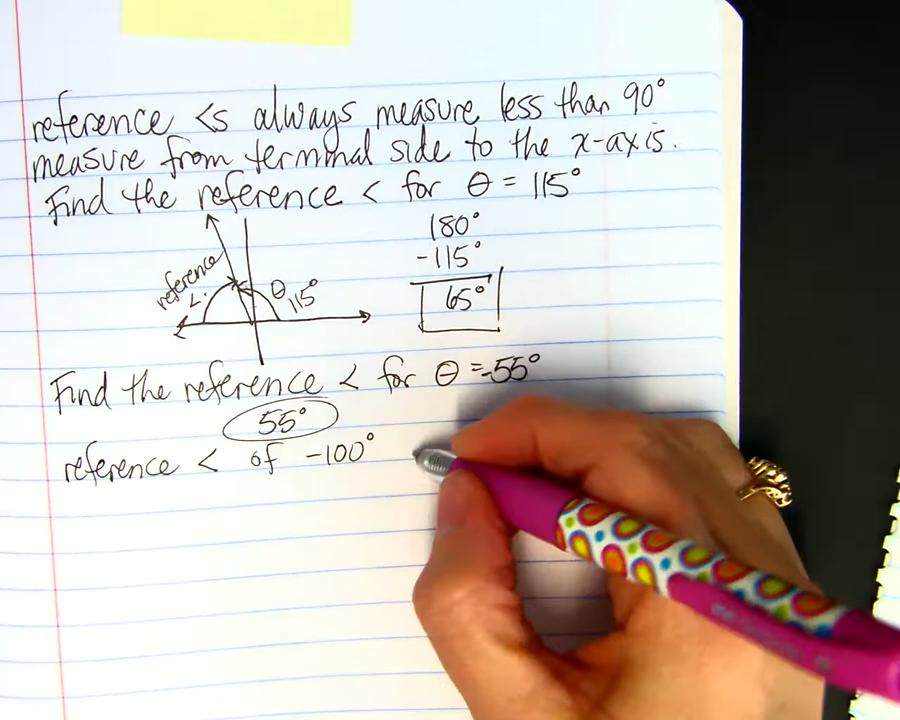 reference <s always measure less than 90°
measure from terminal side to the x-axis.
Find the reference < for θ = 115°
180°
-115°
65°
reference
<.
θ
115°
Find the reference < for θ = -55°
55°
reference < of -100°